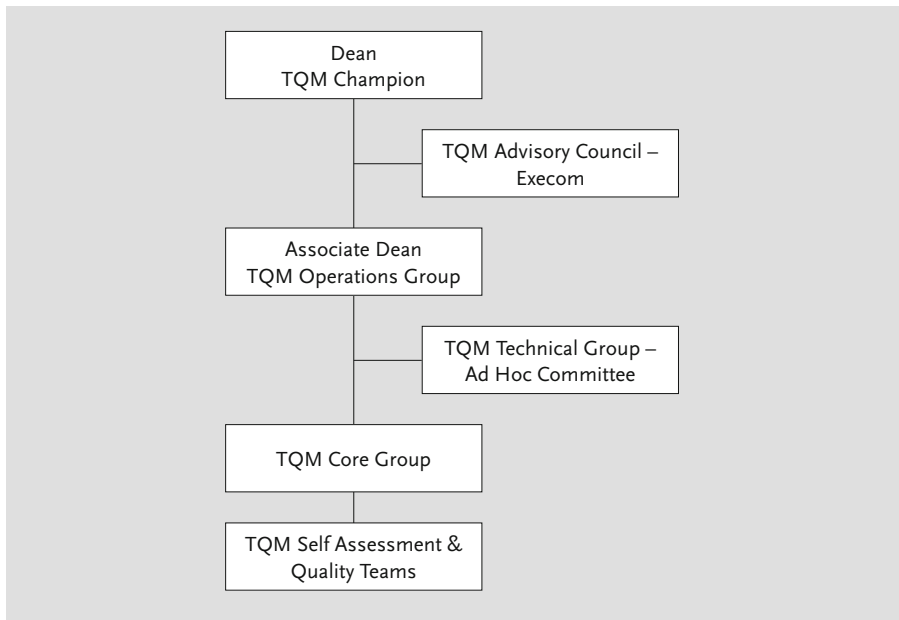 Dean
TQM Champion
TQM Advisory Council –
Execom
Associate Dean
TQM Operations Group
TQM Technical Group –
Ad Hoc Committee
TQM Core Group
TQM Self Assessment &
Quality Teams